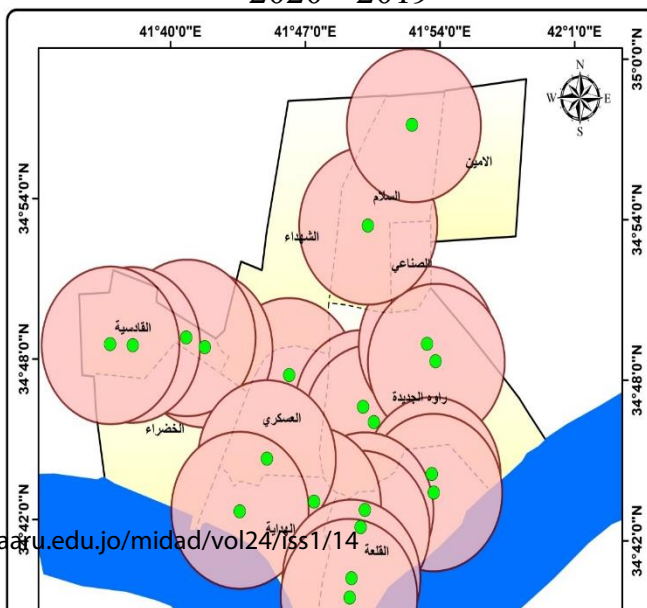 2020 - 2019
41°40'0"N
41°47'0"N
41°54'0"N
42°1'0"N
35°0'0"N
N
W
E
S
الامين
34°54'0"N
السلام
34°54'0"N
الشهداء
الصناعي
القادسية
34°48'0"N
34°48'0"N
راوه الجديدة
العسكري
الخضراء
34°42'0"N
34°42'0"N
الهداية
aaru.edu.jo/midad/vol24/iss1/14
القلعة